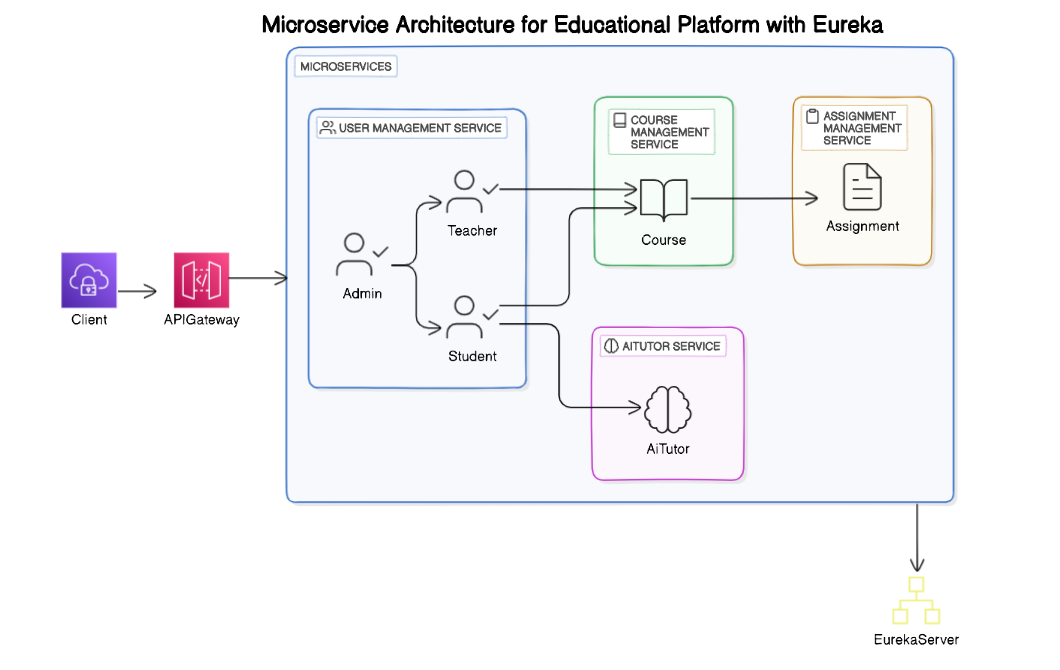 Microservice Architecture for Educational Platform with Eureka
MICROSERVICES
USER MANAGEMENT SERVICE
COURSE
MANAGEMENT
SERVICE
ASSIGNMENT
MANAGEMENT
SERVICE
Teacher
Course
Assignment
Admin
Client
APIGateway
Student
AITUTOR SERVICE
AiTutor
EurekaServer